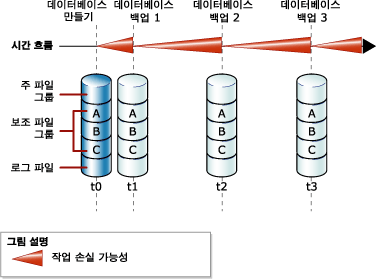 데이터베이스 만들기
데이터베이스 백업 1
데이터베이스 백업 2
데이터베이스 백업 3
시간 흐름
주 파일 그룹
보조 파일 그룹
로그 파일
A
B
C
A
B
C
A
B
C
A
B
C
t0
t1
t2
t3
그림 설명
작업 손실 가능성